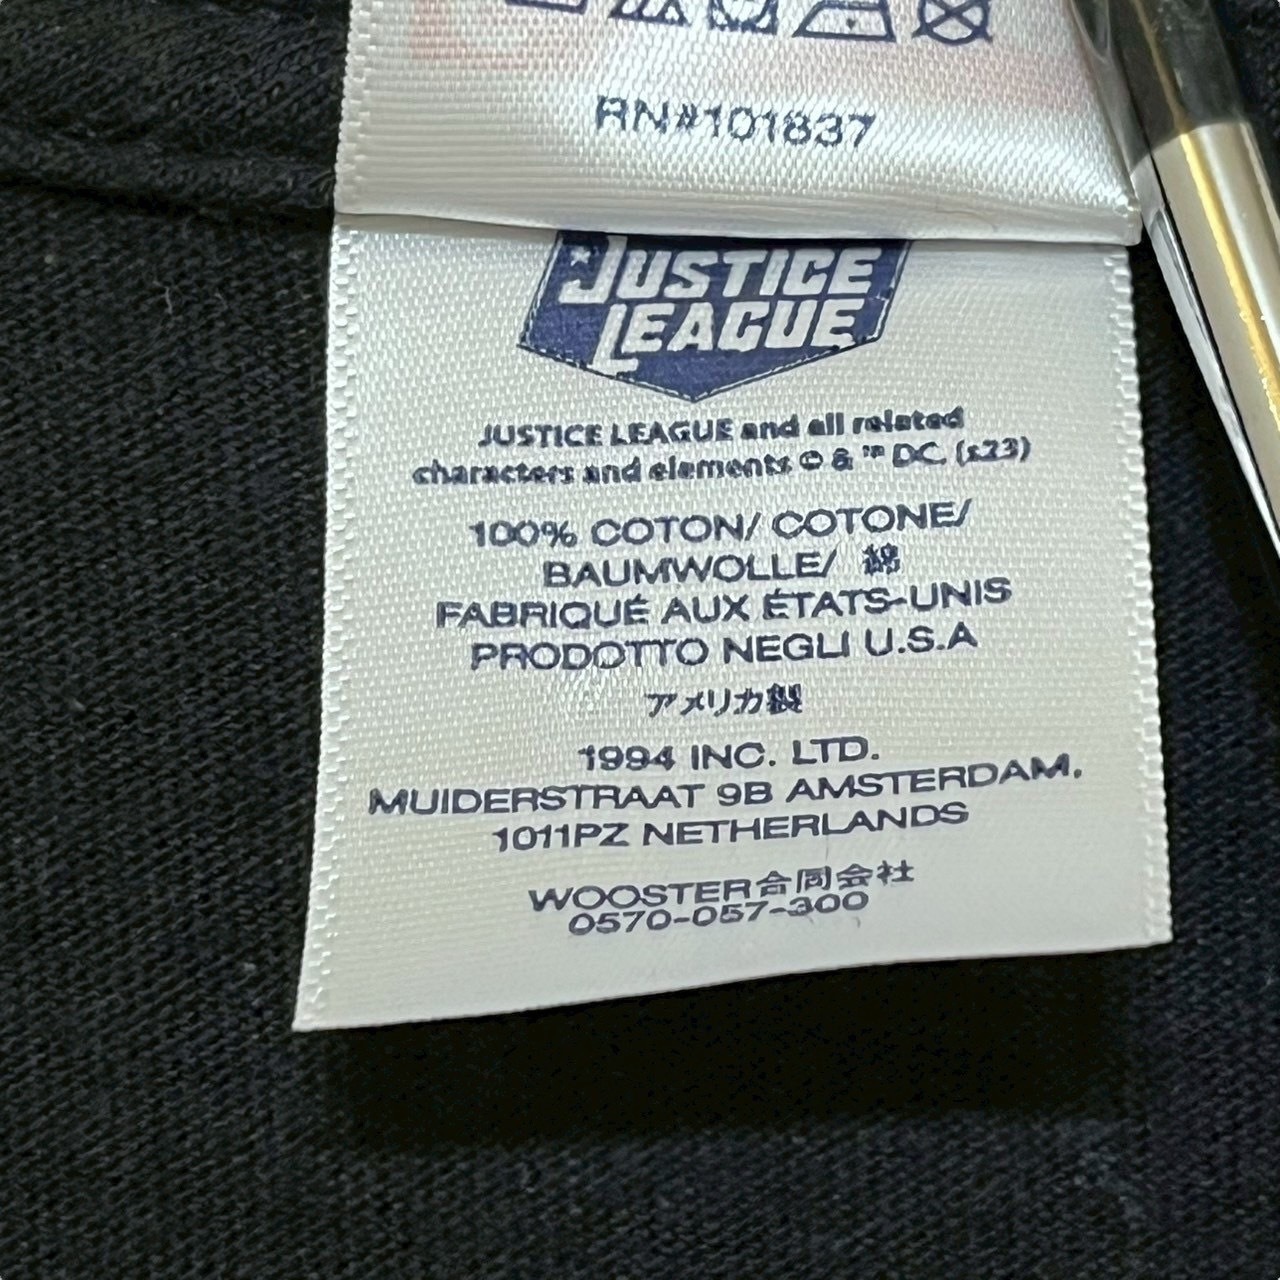 RN#101837
JUSTICE
LEAGUE
JUSTICE LEAGUE and all related
characters and elements © & ™ DC. (s23)
100% COTON/ COTONE/
BAUMWOLLE/ 綿
FABRIQUÉ AUX ÉTATS-UNIS
PRODOTTO NEGLI U.S.A
アメリカ製
1994 INC. LTD.
MUIDERSTRAAT 9B AMSTERDAM,
1011PZ NETHERLANDS
WOOSTER合同会社
0570-057-300